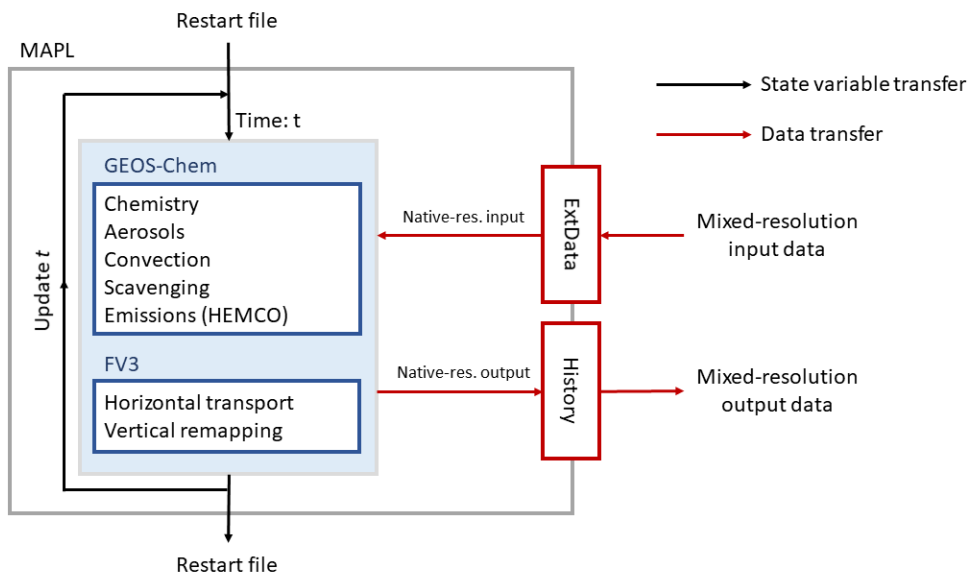 Restart file
MAPL
State variable transfer
Time: t
Data transfer
GEOS-Chem
Chemistry
Aerosols
Convection
Scavenging
Emissions (HEMCO)
Native-res. input
ExtData
Mixed-resolution
input data
Update t
FV3
Horizontal transport
Vertical remapping
Native-res. output
History
Mixed-resolution
output data
Restart file